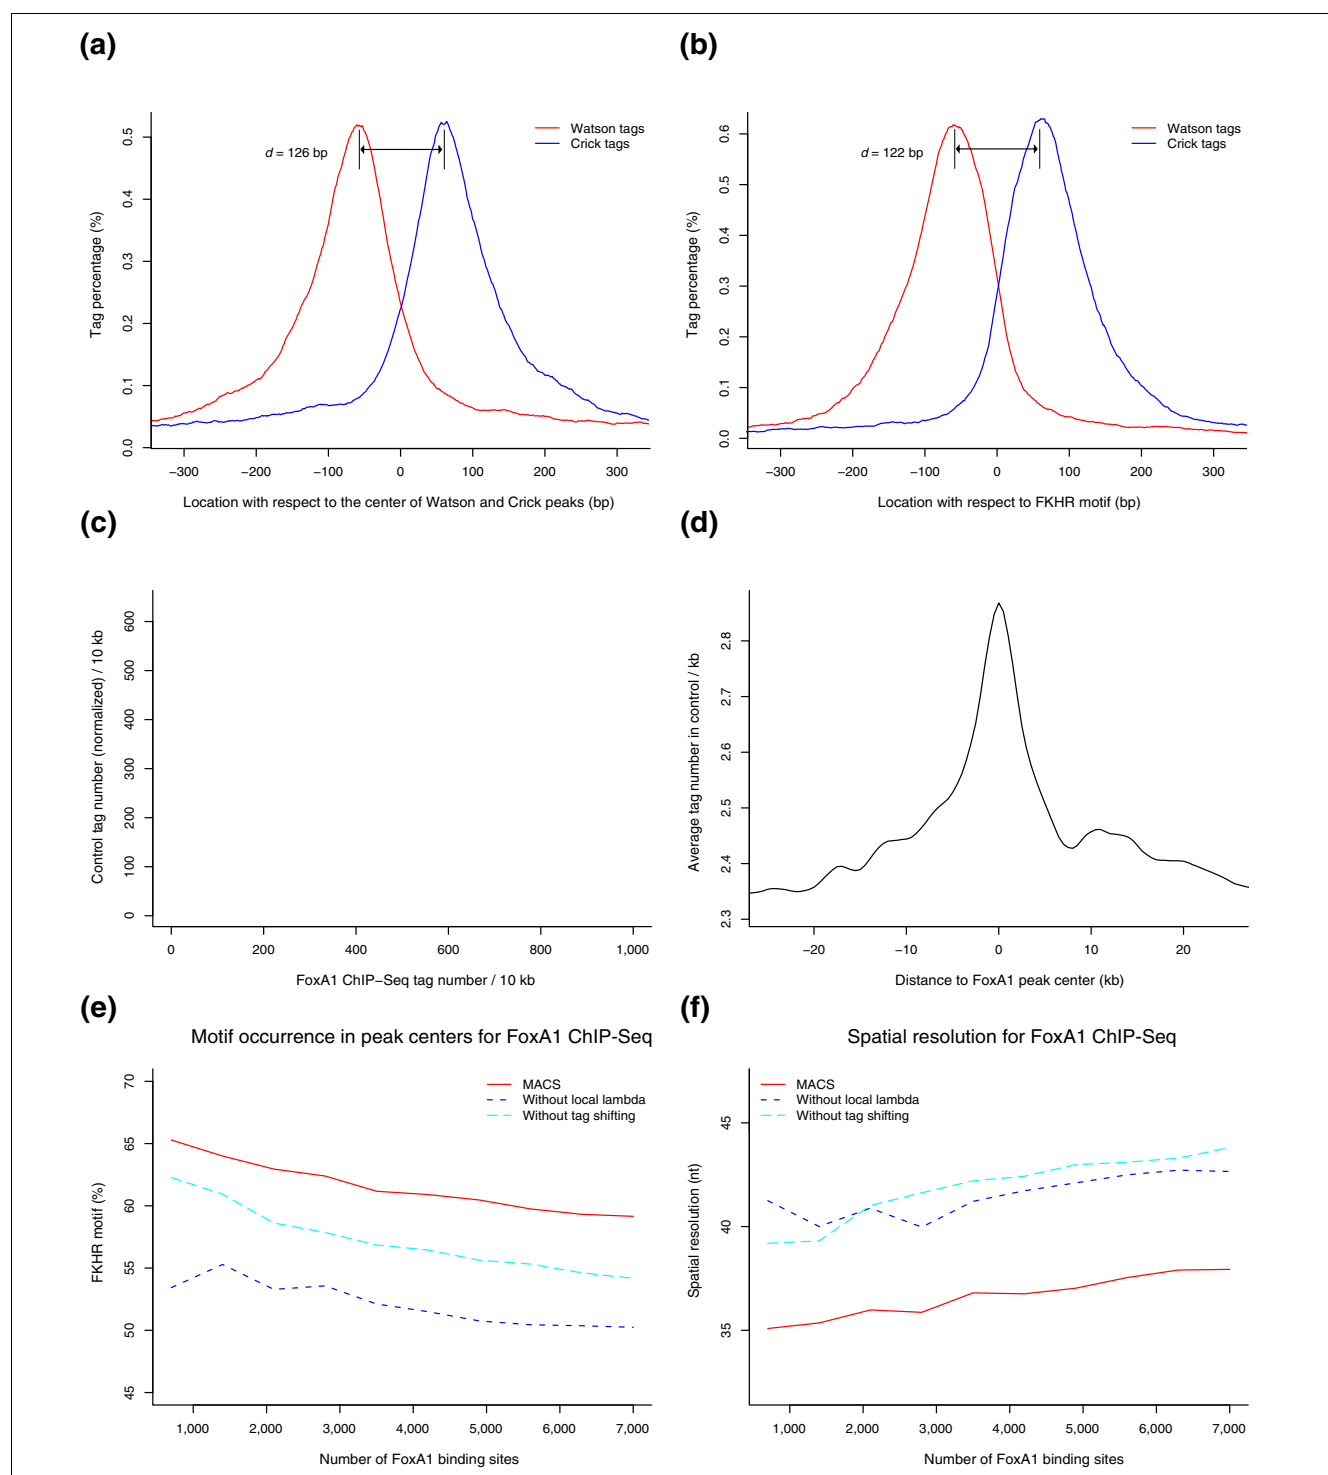 (a)
Watson tags
Crick tags
d = 126 bp
Tag percentage (%)
0.0 0.1 0.2 0.3 0.4 0.5
−300 −200 −100 0 100 200 300
Location with respect to the center of Watson and Crick peaks (bp)
(b)
Watson tags
Crick tags
d = 122 bp
Tag percentage (%)
0.0 0.1 0.2 0.3 0.4 0.5 0.6
−300 −200 −100 0 100 200 300
Location with respect to FKHR motif (bp)
(c)
Control tag number (normalized) / 10 kb
0 100 200 300 400 500 600
0 200 400 600 800 1,000
FoxA1 ChIP−Seq tag number / 10 kb
(d)
Average tag number in control / kb
2.3 2.4 2.5 2.6 2.7 2.8
−20 −10 0 10 20
Distance to FoxA1 peak center (kb)
(e)
Motif occurrence in peak centers for FoxA1 ChIP-Seq
MACS
Without local lambda
Without tag shifting
FKHR motif (%)
45 50 55 60 65 70
1,000 2,000 3,000 4,000 5,000 6,000 7,000
Number of FoxA1 binding sites
(f)
Spatial resolution for FoxA1 ChIP-Seq
MACS
Without local lambda
Without tag shifting
Spatial resolution (nt)
35 40 45
1,000 2,000 3,000 4,000 5,000 6,000 7,000
Number of FoxA1 binding sites